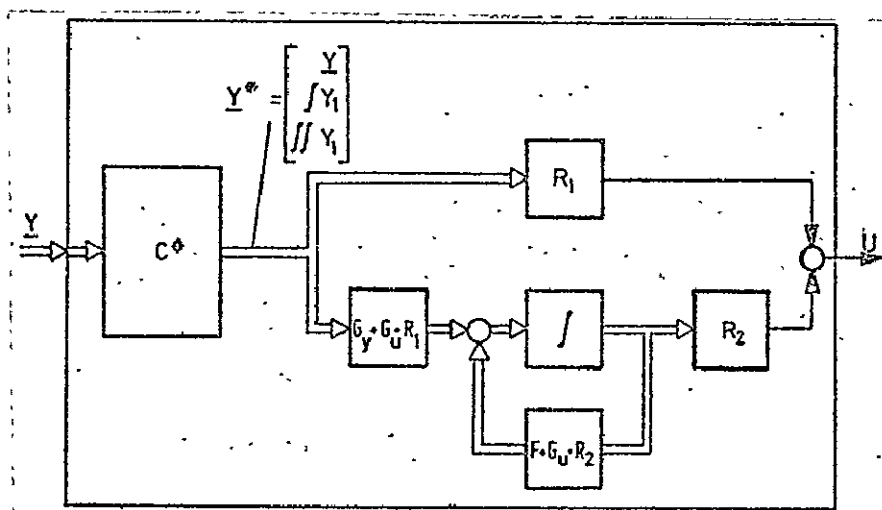 Y* = [ Y
∫Y₁
∬Y₁ ]
R₁
Y
C*
U
G_y+G_u·R₁
∫
R₂
F+G_u·R₂